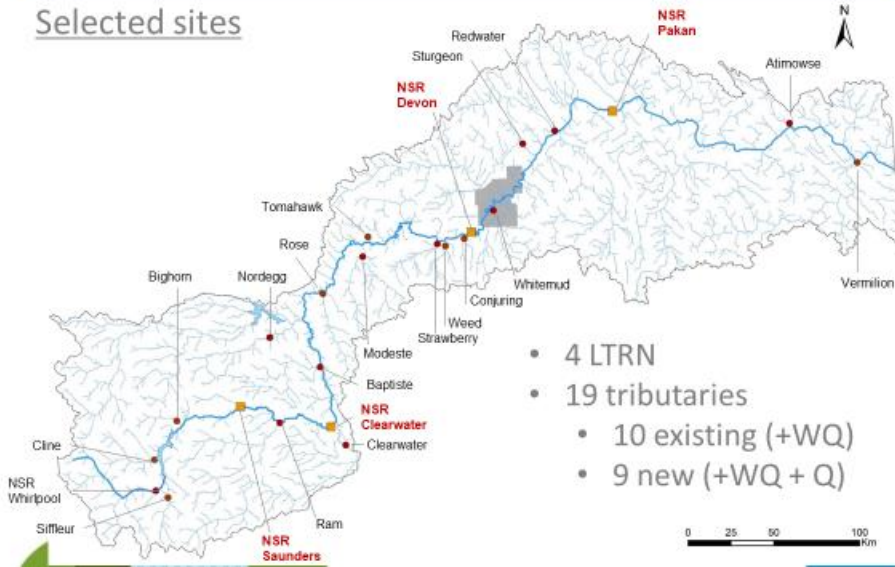 Selected sites
N
NSR
Pakan
Redwater
Sturgeon
Atimowse
NSR
Devon
Tomahawk
Rose
Bighorn
Nordegg
Whitemud
Vermilion
Conjuring
Weed
Strawberry
Modeste
Baptiste
NSR
Clearwater
Clearwater
Cline
NSR
Whirlpool
Siffleur
Ram
NSR
Saunders
• 4 LTRN
• 19 tributaries
• 10 existing (+WQ)
• 9 new (+WQ + Q)
0 25 50 100
Km